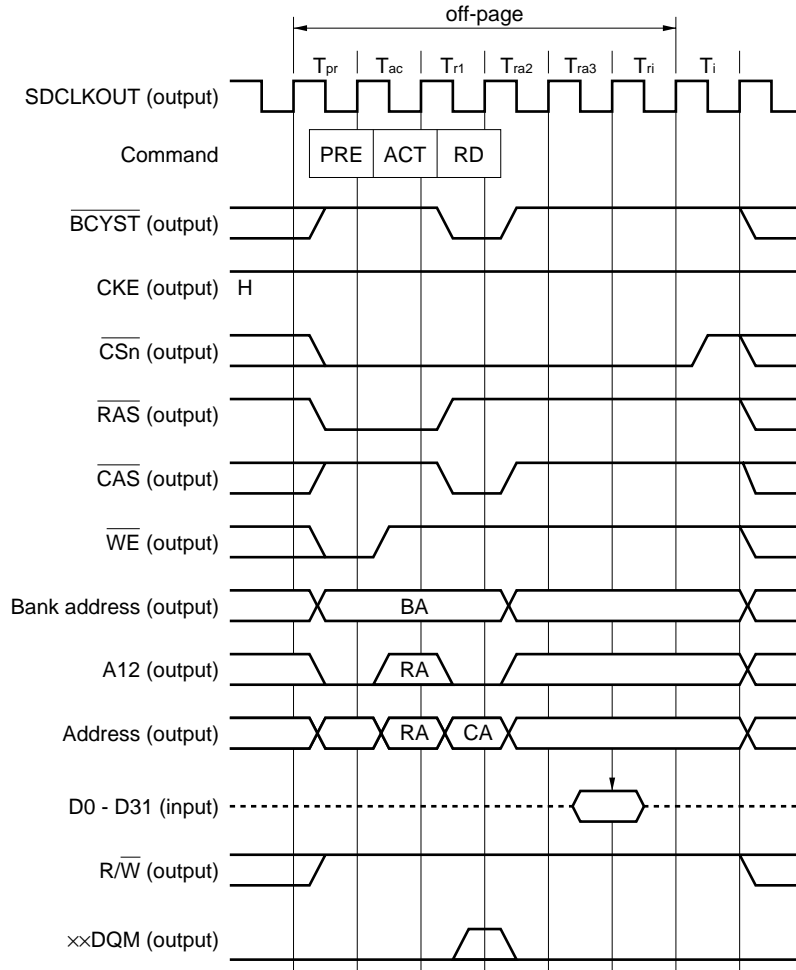 off-page
Tpr Tac Tr1 Tra2 Tra3 Tri Ti
SDCLKOUT (output)
Command PRE ACT RD
BCYST (output)
CKE (output) H
CSn (output)
RAS (output)
CAS (output)
WE (output)
Bank address (output) BA
A12 (output) RA
Address (output) RA CA
D0 - D31 (input)
R/W (output)
××DQM (output)